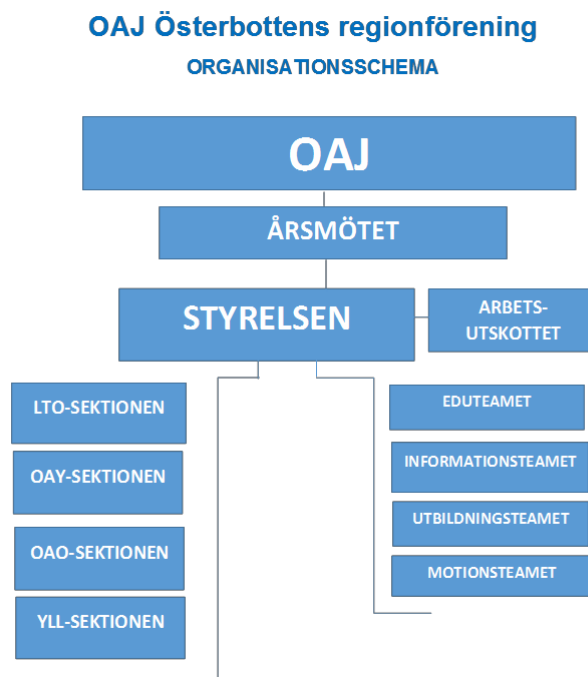 OAJ Österbottens regionförening
ORGANISATIONSSCHEMA
OAJ
ÅRSMÖTET
STYRELSEN
ARBETS-
UTSKOTTET
LTO-SEKTIONEN
OAY-SEKTIONEN
OAO-SEKTIONEN
YLL-SEKTIONEN
EDUTEAMET
INFORMATIONSTEAMET
UTBILDNINGSTEAMET
MOTIONSTEAMET